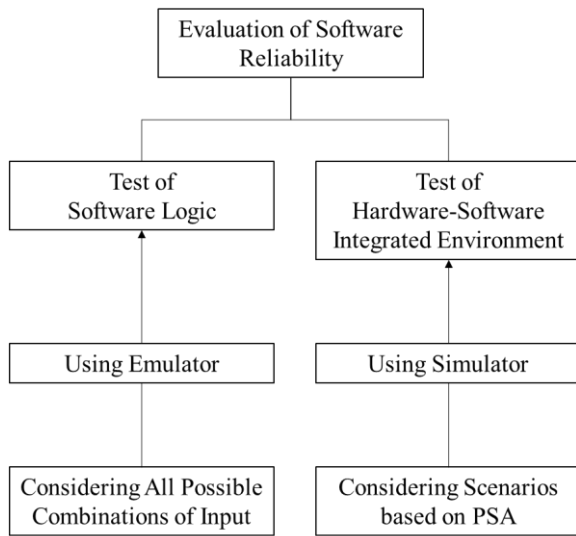 Evaluation of Software
Reliability
Test of
Software Logic
Test of
Hardware-Software
Integrated Environment
Using Emulator
Using Simulator
Considering All Possible
Combinations of Input
Considering Scenarios
based on PSA